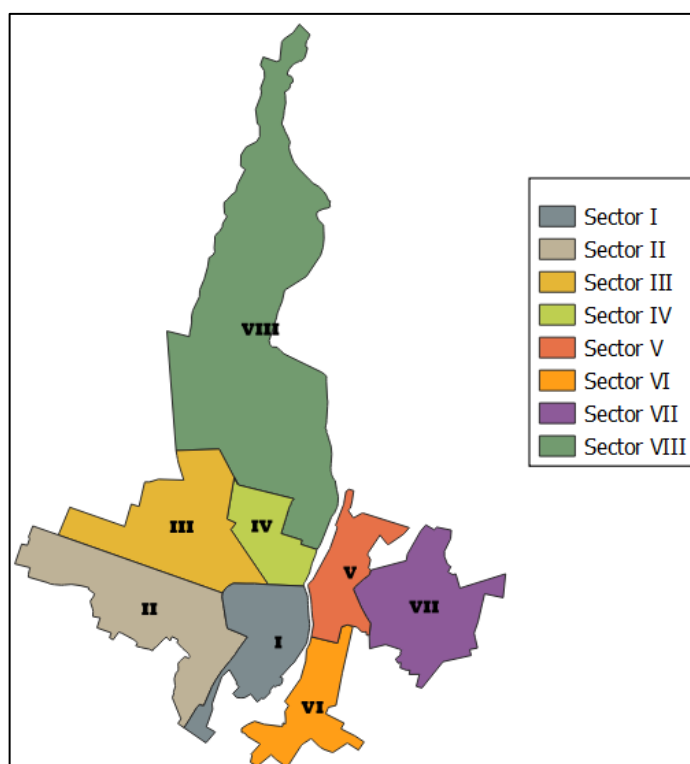 VIII
III
IV
V
II
VII
I
VI
Sector I
Sector II
Sector III
Sector IV
Sector V
Sector VI
Sector VII
Sector VIII